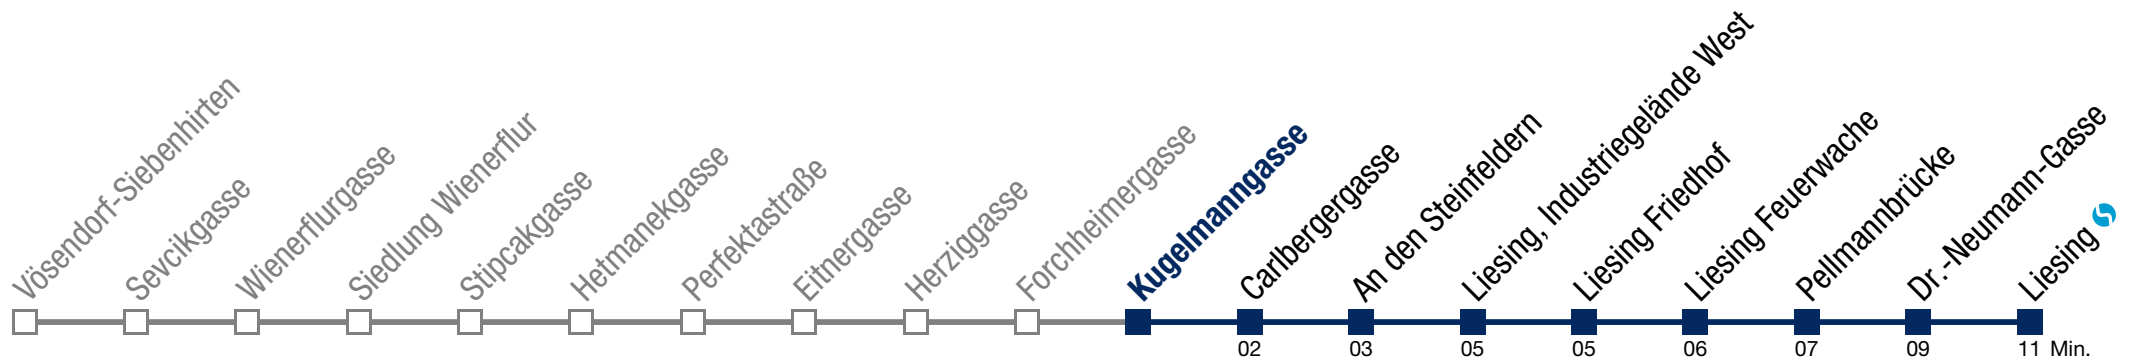 Vösendorf-Siebenhirten
Sevcikgasse
Wienerflurgasse
Siedlung Wienerflur
Stipcakgasse
Hetmanekgasse
Perfektastraße
Eitnergasse
Herziggasse
Forchheimergasse
Kugelmanngasse
Carlbergergasse
An den Steinfeldern
Liesing, Industriegelände West
Liesing Friedhof
Liesing Feuerwache
Pellmannbrücke
Dr.-Neumann-Gasse
Liesing
02 03 05 05 06 07 09 11 Min.